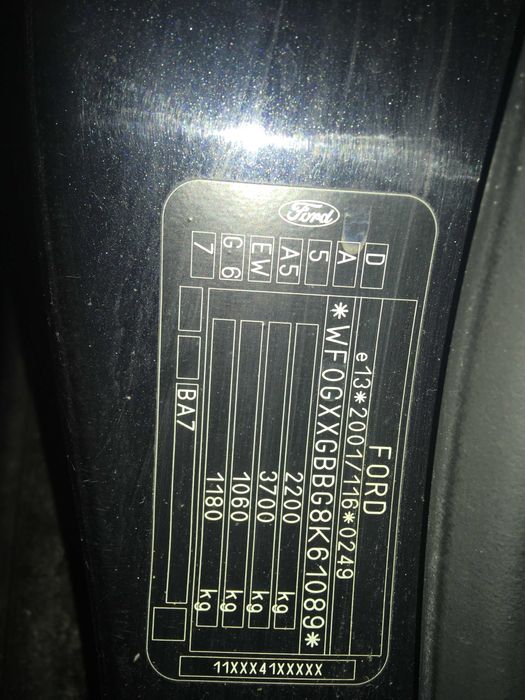 Ford
D
A
5
A5
EW
G 6
7
FORD
e13*2001/116*0249
*WF0GXXGBBG8K61089*
2200 kg
3700 kg
1060 kg
1180 kg
BA7
11XXX41XXXXX